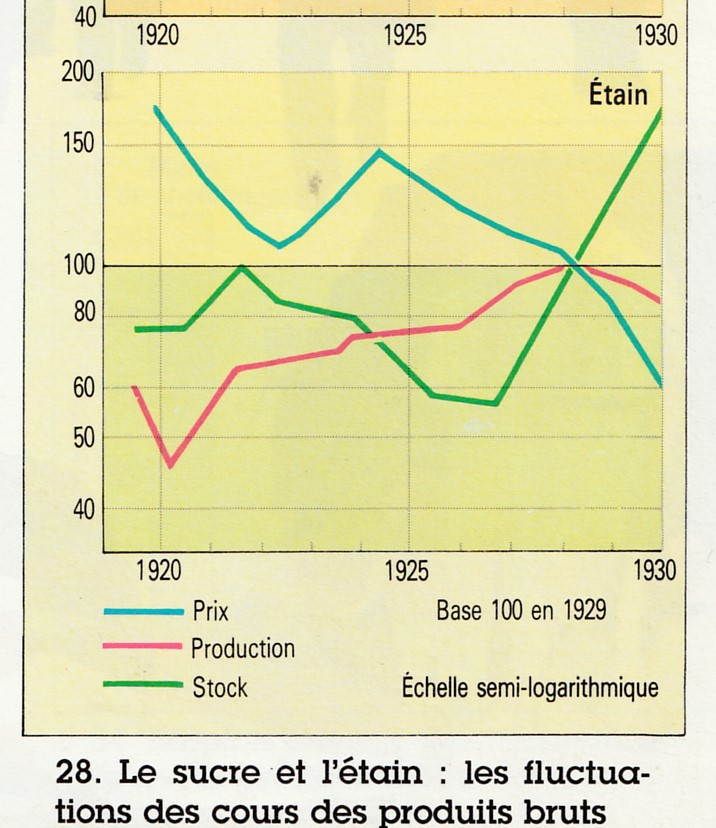 40
1920 1925 1930
200
Étain
150
100
80
60
50
40
1920 1925 1930
Prix Base 100 en 1929
Production
Stock Échelle semi-logarithmique
28. Le sucre et l'étain : les fluctua-
tions des cours des produits bruts